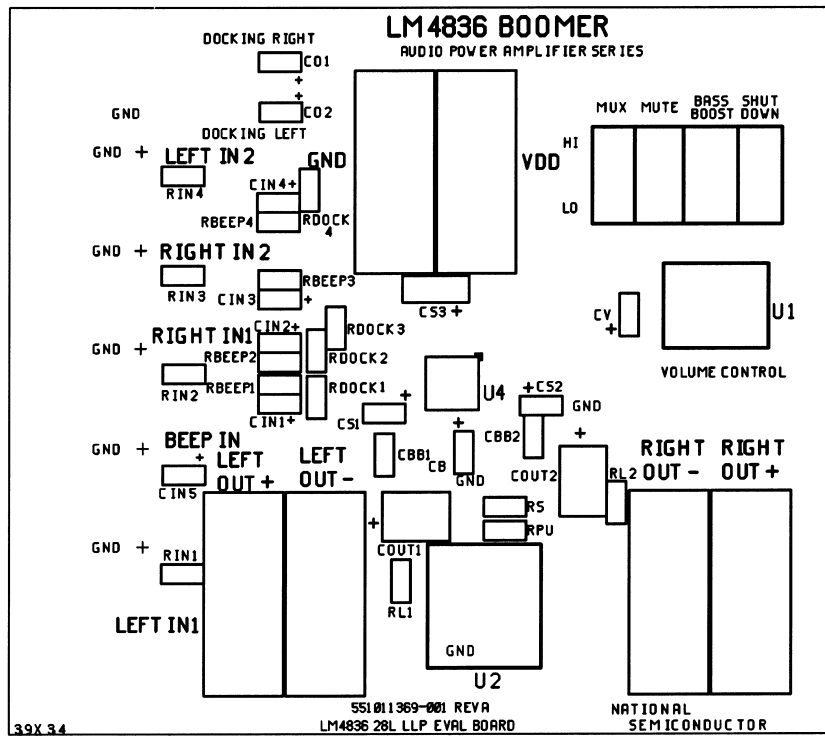 LM4836 BOOMER
AUDIO POWER AMPLIFIER SERIES
DOCKING RIGHT
CO1
+
+
CO2
DOCKING LEFT
GND
GND +
LEFT IN2
RIN4
GND
CIN4+
RBEEP4
RDOCK
4
VDD
MUX MUTE BASS BOOST SHUT DOWN
HI
LO
GND +
RIGHT IN2
RIN3
RBEEP3
CIN3 +
CS3 +
CV
+
U1
VOLUME CONTROL
GND +
RIGHT IN1
RIN2
CIN2+
RBEEP2
RDOCK3
RDOCK2
RBEEP1
RDOCK1
CIN1+
+
CS1
U4
+
CS2
GND
CBB2
+
COUT2
RL2
CBB1
+
CB
GND
GND +
BEEP IN
+
CIN5
LEFT OUT +
LEFT OUT -
RIGHT OUT -
RIGHT OUT +
RS
RPU
+
COUT1
RL1
GND +
RIN1
LEFT IN1
GND
U2
551011369-001 REVA
LM4836 28L LLP EVAL BOARD
NATIONAL
SEMICONDUCTOR
39X34